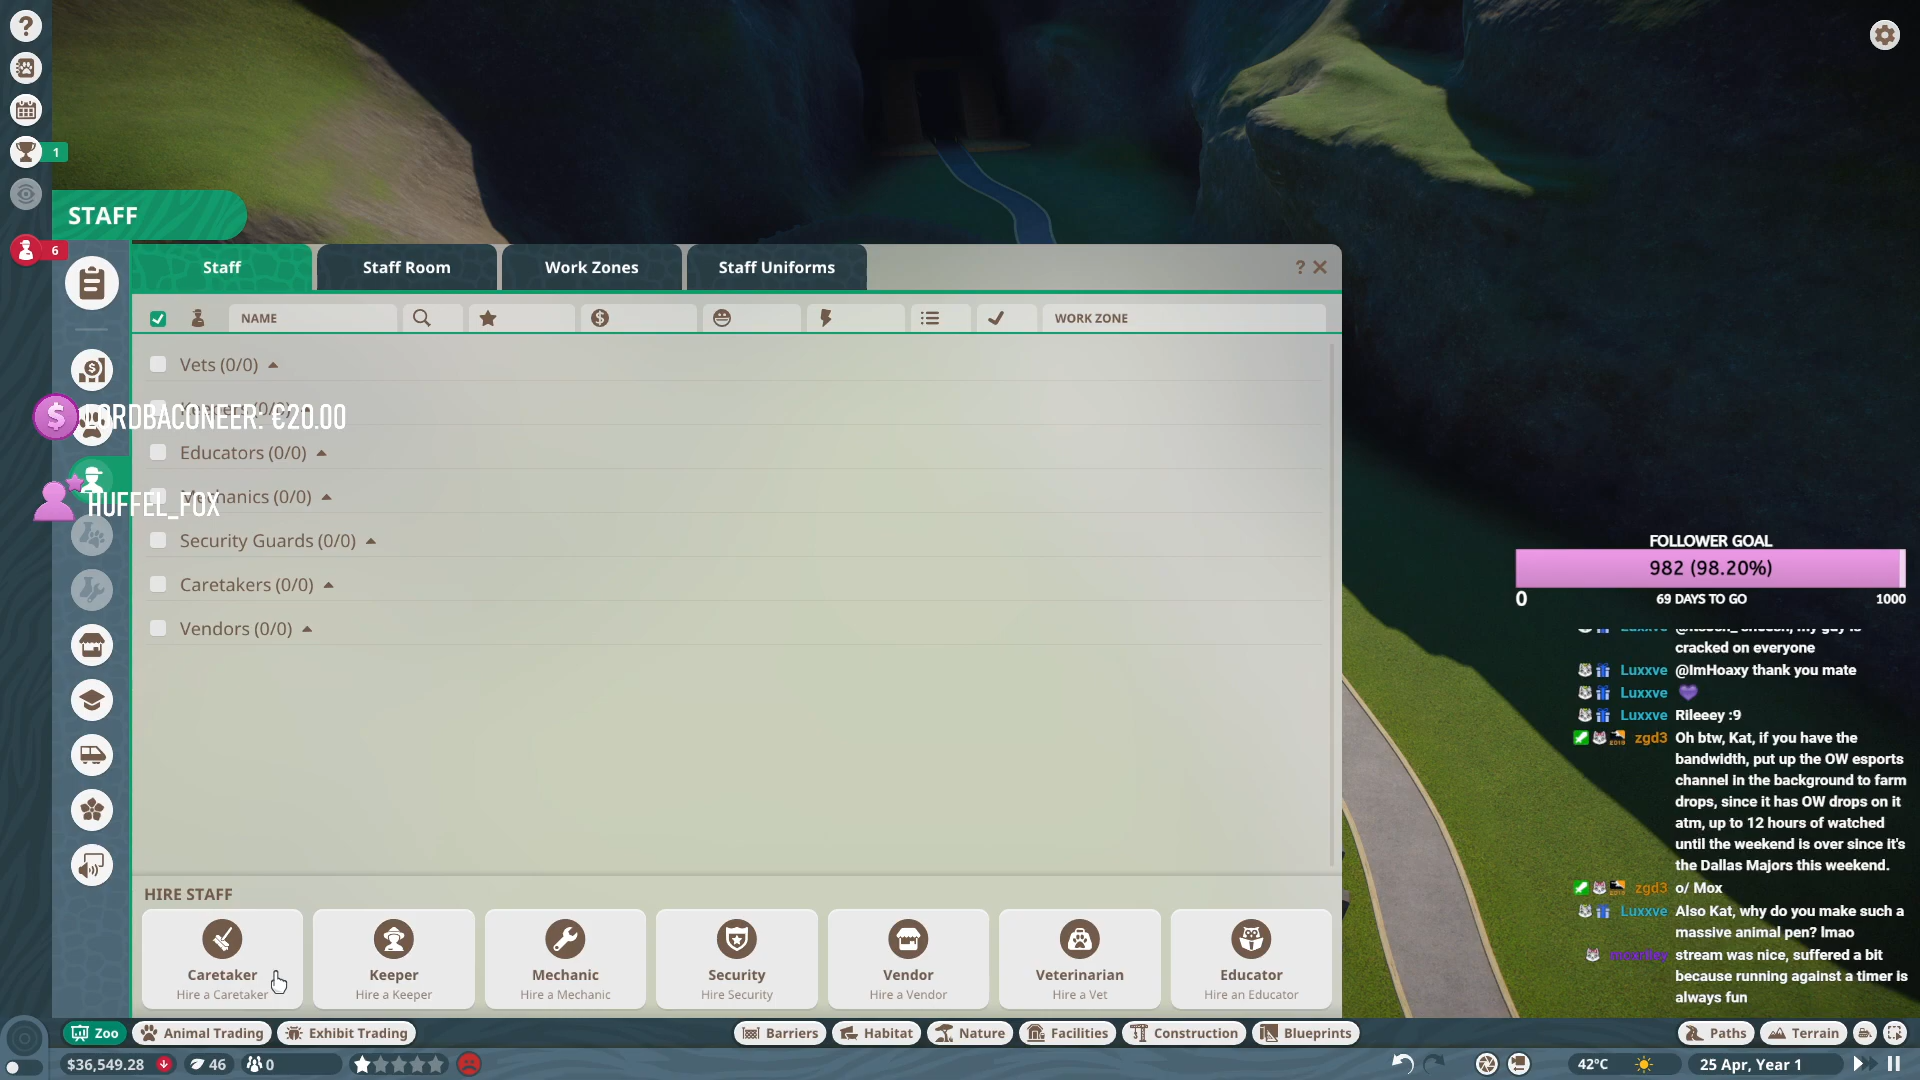 1
STAFF
6
Staff
Staff Room
Work Zones
Staff Uniforms
?
NAME
WORK ZONE
Vets (0/0)
LORDBACONEER: €20.00
Educators (0/0)
Mechanics (0/0)
HUFFEL_FOX
Security Guards (0/0)
Caretakers (0/0)
Vendors (0/0)
HIRE STAFF
Caretaker
Hire a Caretaker
Keeper
Hire a Keeper
Mechanic
Hire a Mechanic
Security
Hire Security
Vendor
Hire a Vendor
Veterinarian
Hire a Vet
Educator
Hire an Educator
FOLLOWER GOAL
982 (98.20%)
0 69 DAYS TO GO 1000
cracked on everyone
Luxxve @ImHoaxy thank you mate
Luxxve
Luxxve Rileeey :9
zgd3 Oh btw, Kat, if you have the
bandwidth, put up the OW esports
channel in the background to farm
drops, since it has OW drops on it
atm, up to 12 hours of watched
until the weekend is over since it's
the Dallas Majors this weekend.
zgd3 o/ Mox
Luxxve Also Kat, why do you make such a
massive animal pen? lmao
stream was nice, suffered a bit
because running against a timer is
always fun
Zoo
Animal Trading
Exhibit Trading
Barriers
Habitat
Nature
Facilities
Construction
Blueprints
Paths
Terrain
$36,549.28
46
0
42°C
25 Apr, Year 1